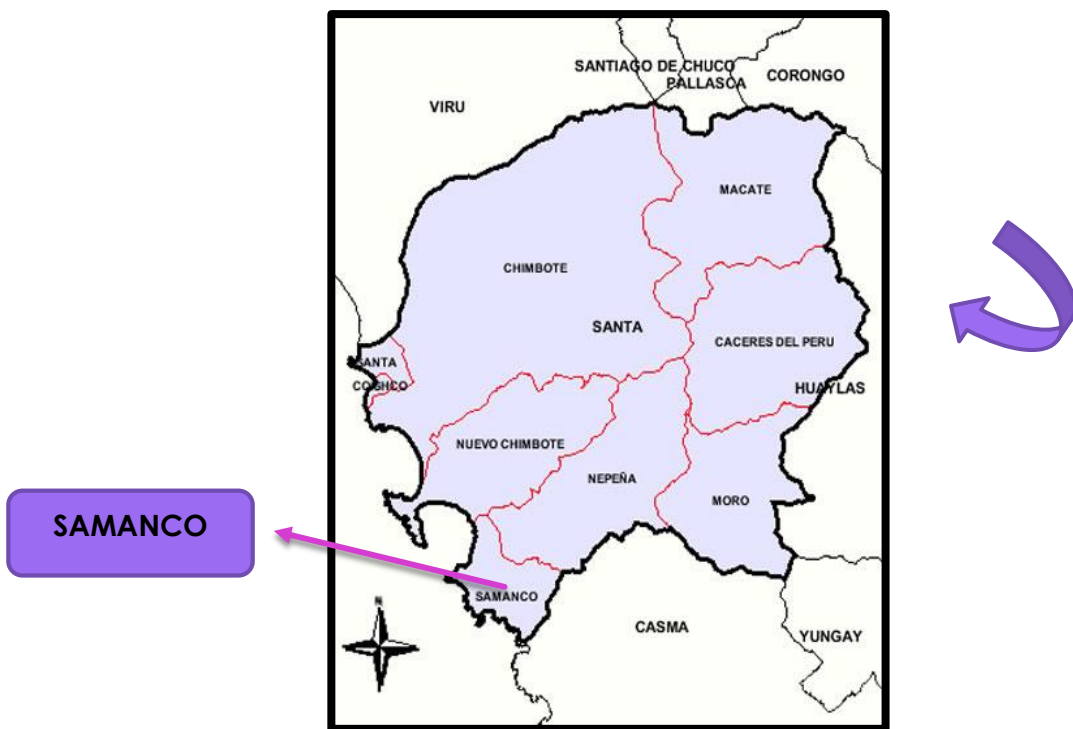 SANTIAGO DE CHUCO
PALLASCA
CORONGO
VIRU
MACATE
CHIMBOTE
SANTA
CACERES DEL PERU
SANTA
COISHCO
HUAYLAS
NUEVO CHIMBOTE
NEPEÑA
MORO
SAMANCO
SAMANCO
N
CASMA
YUNGAY